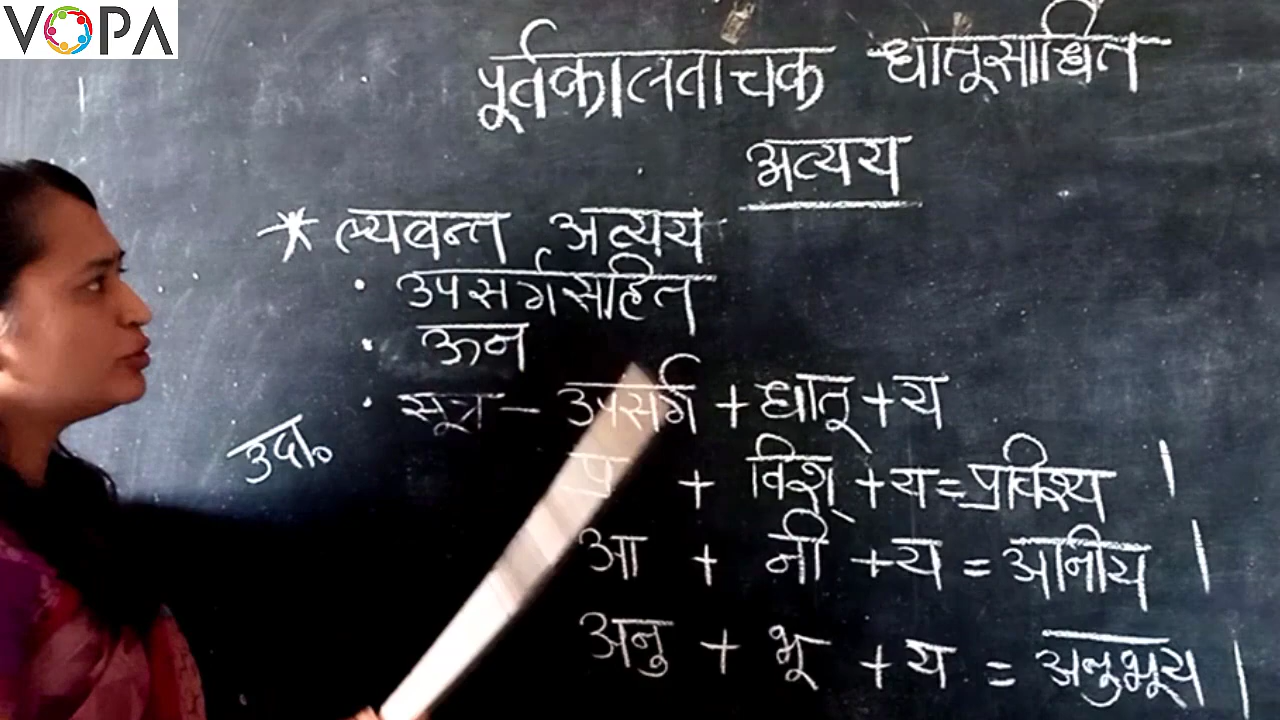 VOPA
पूर्वकालवाचक धातूसाधित
अव्यय
* ल्यबन्त अव्यय
• उपसर्गसहित
• ऊन
• सूत्र - उपसर्ग + धातू + य
उदा॰ प्र + विश् + य = प्रविश्य ।
आ + नी + य = आनीय ।
अनु + भू + य = अनुभूय ।